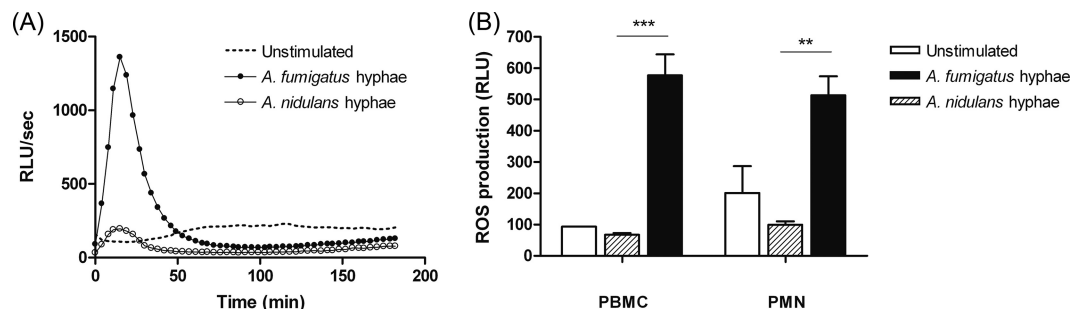 (A)
1500
1000
500
0
RLU/sec
0 50 100 150 200
Time (min)
Unstimulated
A. fumigatus hyphae
A. nidulans hyphae
(B)
700
600
500
400
300
200
100
0
ROS production (RLU)
***
**
PBMC PMN
Unstimulated
A. fumigatus hyphae
A. nidulans hyphae